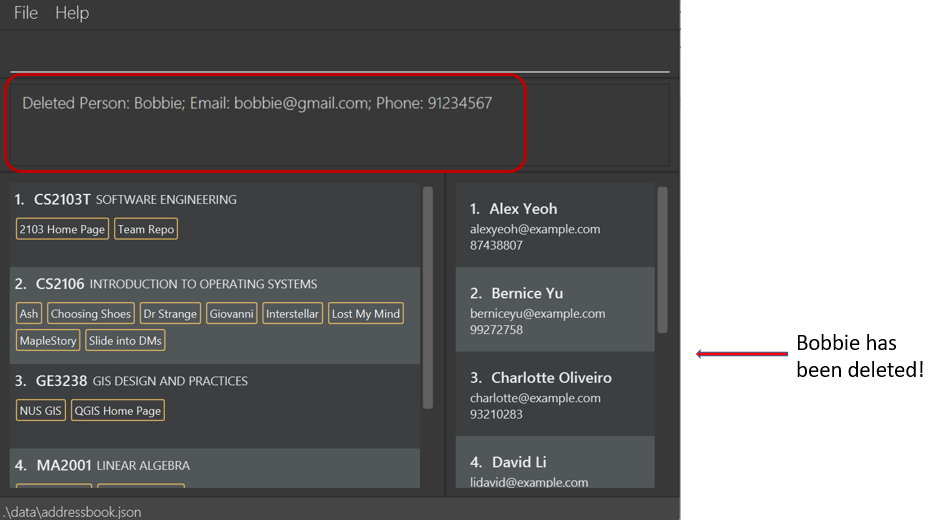 File Help
Deleted Person: Bobbie; Email: bobbie@gmail.com; Phone: 91234567
1. CS2103T SOFTWARE ENGINEERING
2103 Home Page Team Repo
2. CS2106 INTRODUCTION TO OPERATING SYSTEMS
Ash Choosing Shoes Dr Strange Giovanni Interstellar Lost My Mind
MapleStory Slide into DMs
3. GE3238 GIS DESIGN AND PRACTICES
NUS GIS QGIS Home Page
4. MA2001 LINEAR ALGEBRA
1. Alex Yeoh
alexyeoh@example.com
87438807
2. Bernice Yu
berniceyu@example.com
99272758
3. Charlotte Oliveiro
charlotte@example.com
93210283
4. David Li
lidavid@example.com
Bobbie has
been deleted!
.\data\addressbook.json